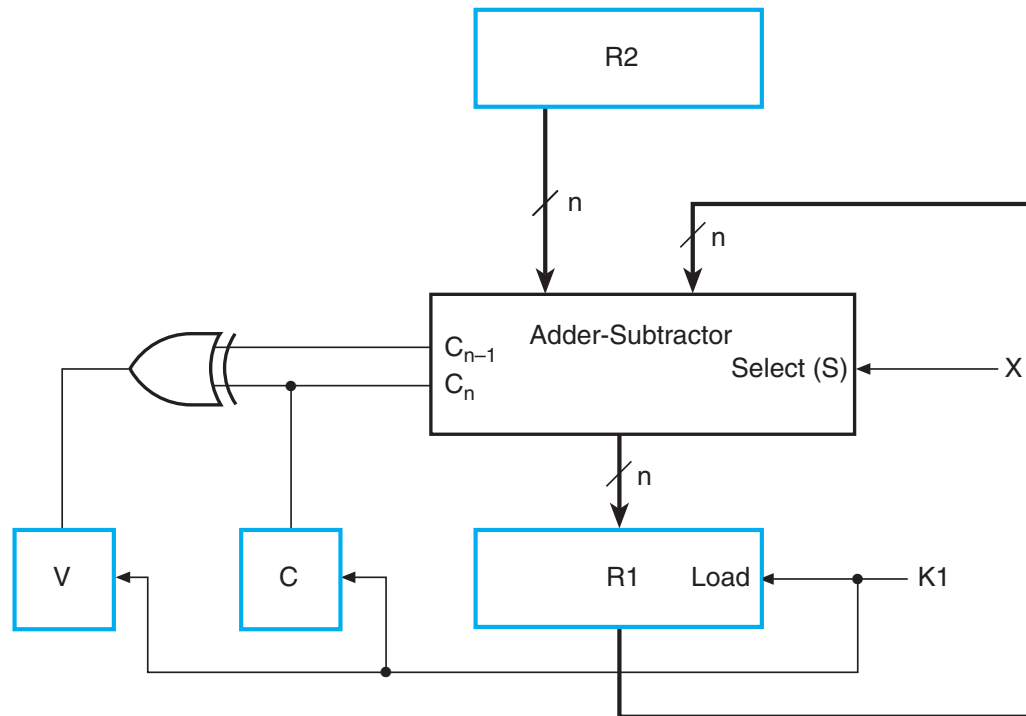 R2
n
n
Adder-Subtractor
Cn–1
Select (S)
X
Cn
n
V
C
R1
Load
K1